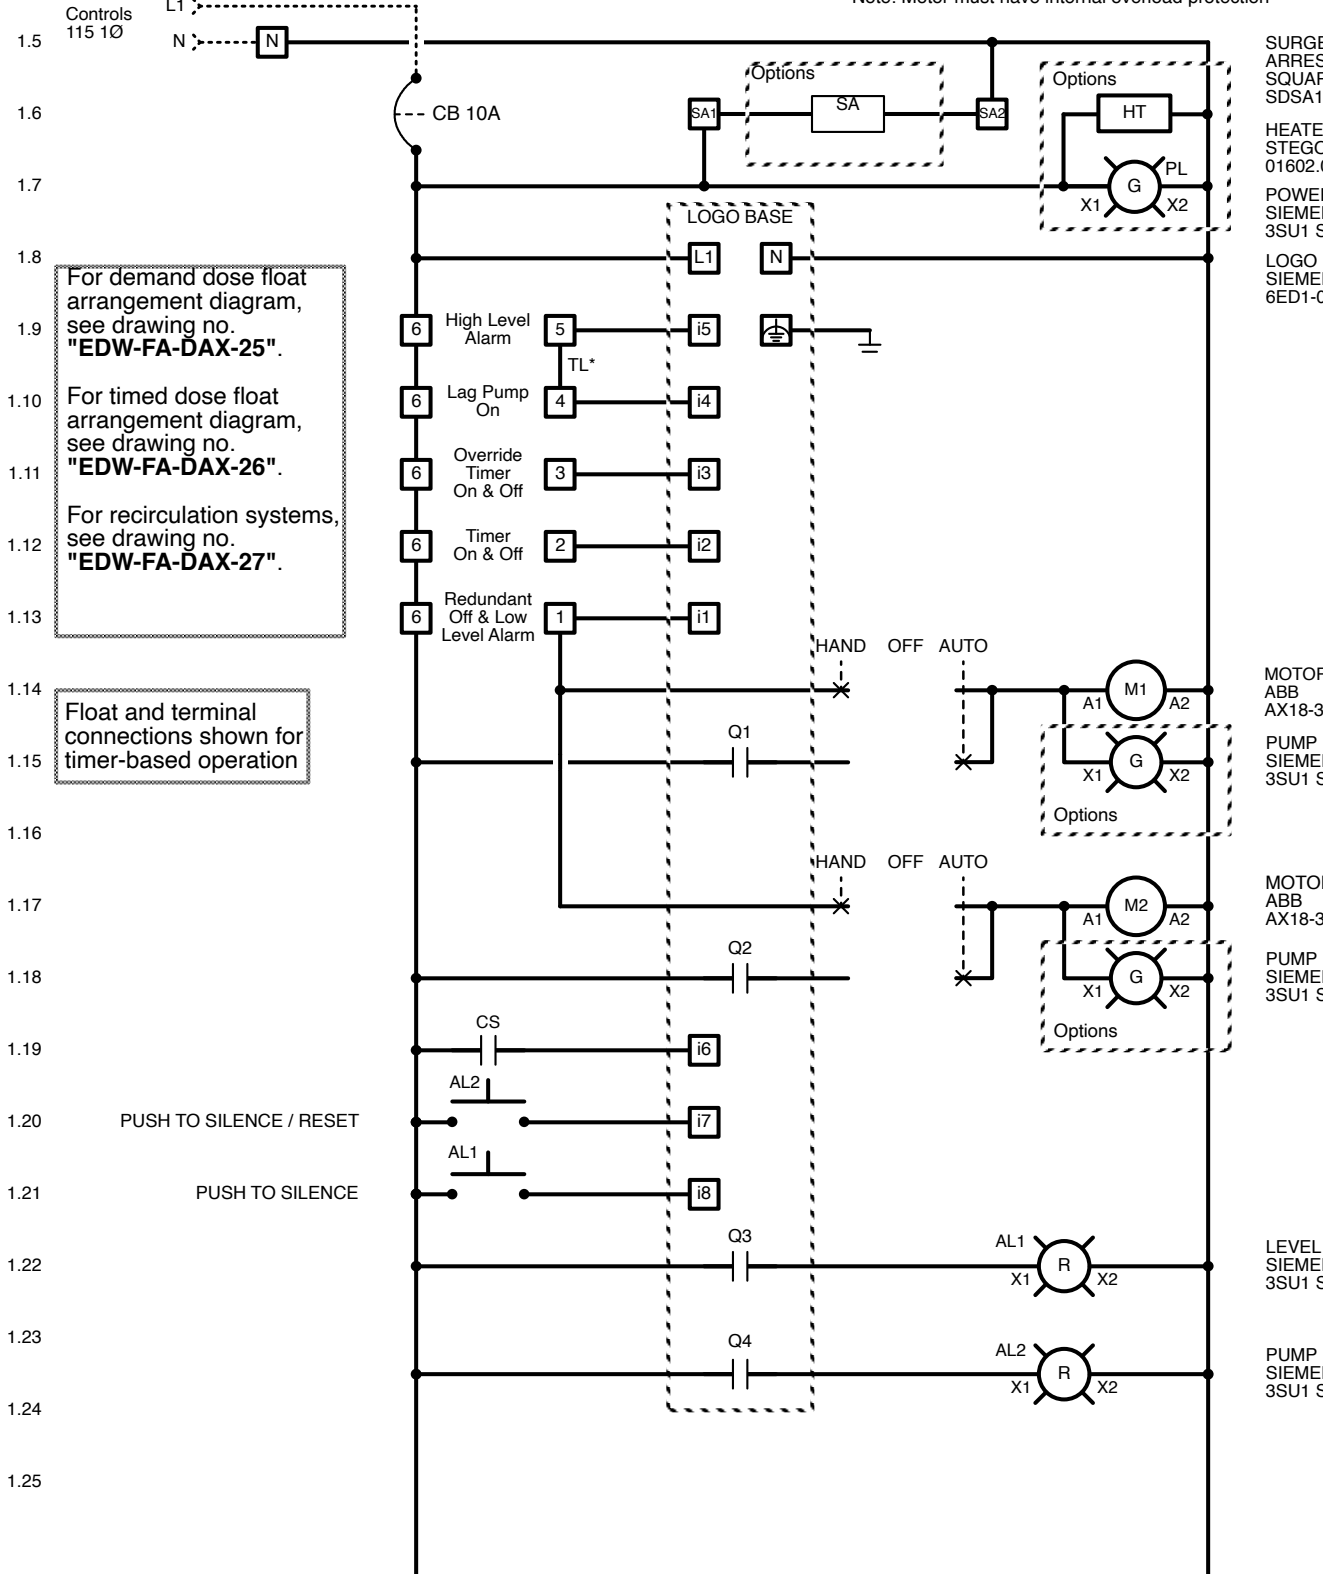 Note: Motor must have internal overload protection
L1
Controls
115 1Ø
1.5
N
N
SURGE
Options
Options
SDSA1
1.6
CB 10A
SA1
SA
SA2
HT
STEGO
1.7
PL
G
X1
X2
LOGO BASE
3SU1
1.8
L1
N
LOGO
For demand dose float
arrangement diagram,
see drawing no.
"EDW-FA-DAX-25".
1.9
6
High Level
Alarm
5
i5
TL*
1.10
For timed dose float
arrangement diagram,
see drawing no.
"EDW-FA-DAX-26".
6
Lag Pump
On
4
i4
1.11
6
Override
Timer
On & Off
3
i3
For recirculation systems,
see drawing no.
"EDW-FA-DAX-27".
1.12
6
Timer
On & Off
2
i2
1.13
6
Redundant
Off & Low
Level Alarm
1
i1
HAND OFF AUTO
1.14
M1
A1
A2
ABB
AX18-3
Float and terminal
connections shown for
timer-based operation
1.15
Q1
G
X1
X2
PUMP
3SU1
Options
1.16
HAND OFF AUTO
1.17
M2
A1
A2
ABB
AX18-3
1.18
Q2
G
X1
X2
PUMP
3SU1
Options
1.19
CS
i6
1.20
PUSH TO SILENCE / RESET
AL2
i7
1.21
PUSH TO SILENCE
AL1
i8
1.22
Q3
AL1
R
X1
X2
LEVEL
3SU1
1.23
Q4
AL2
R
X1
X2
PUMP
3SU1
1.24
1.25